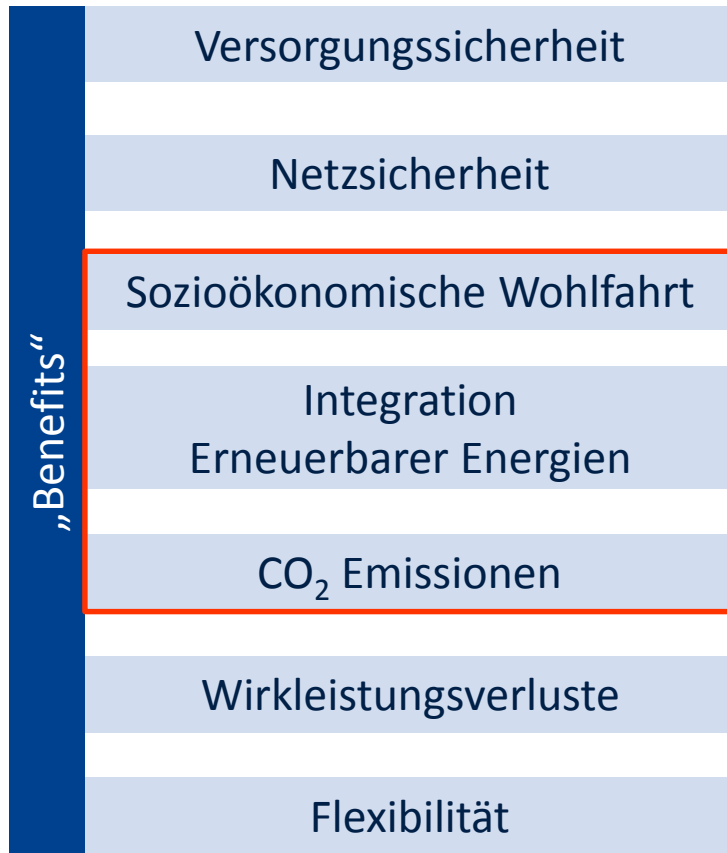 „Benefits“
Versorgungssicherheit
Netzsicherheit
Sozioökonomische Wohlfahrt
Integration
Erneuerbarer Energien
CO₂ Emissionen
Wirkleistungsverluste
Flexibilität